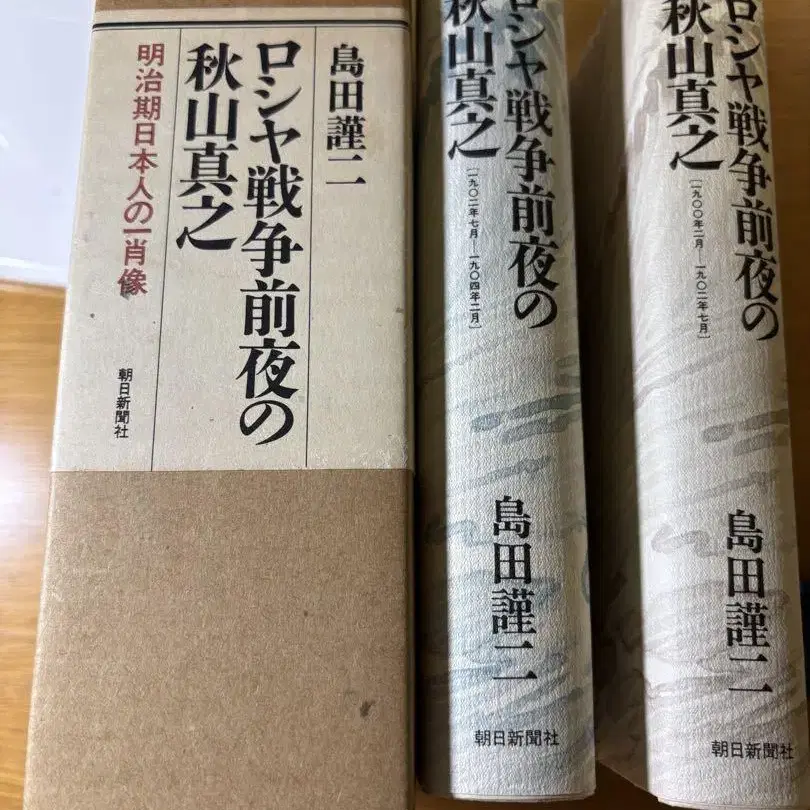 島田謹二
ロシヤ戦争前夜の
秋山真之
明治期日本人の一肖像
朝日新聞社
ロシヤ戦争前夜の
秋山真之
[一九〇二年七月―一九〇四年二月]
島田謹二
朝日新聞社
ロシヤ戦争前夜の
秋山真之
[一九〇〇年二月―一九〇二年七月]
島田謹二
朝日新聞社